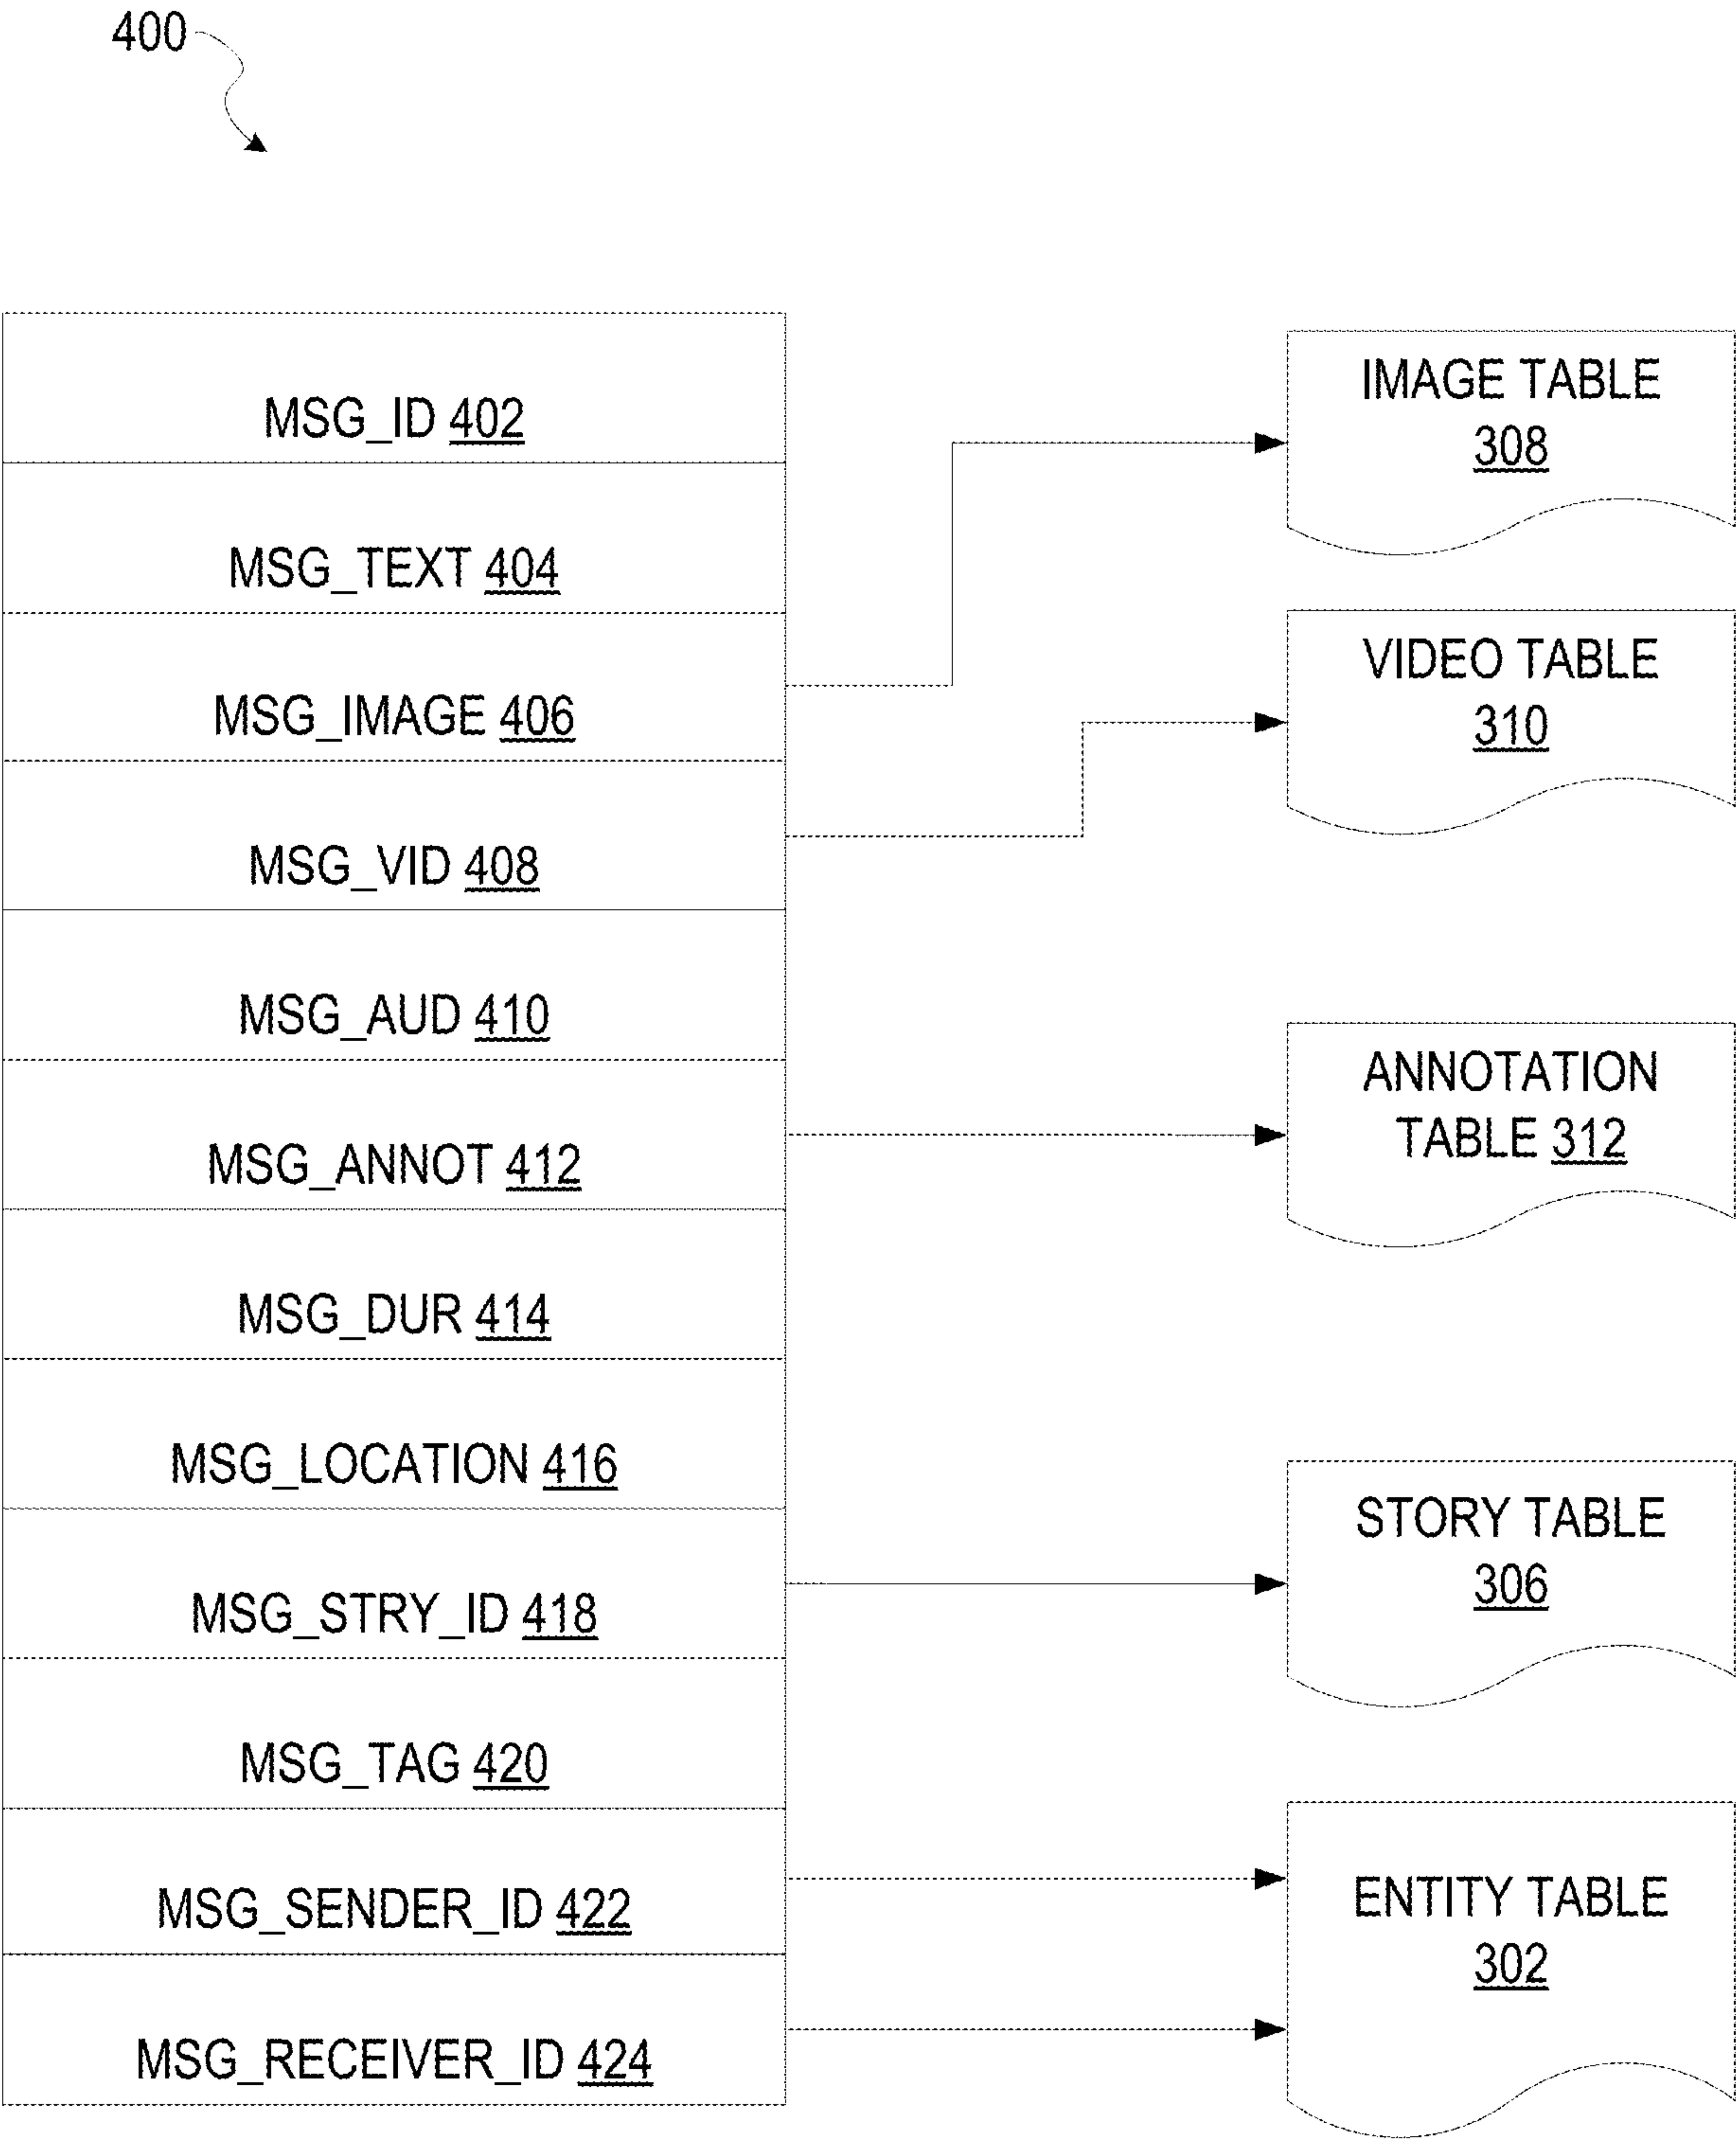 400
MSG_ID 402
MSG_TEXT 404
MSG_IMAGE 406
MSG_VID 408
MSG_AUD 410
MSG_ANNOT 412
MSG_DUR 414
MSG_LOCATION 416
MSG_STRY_ID 418
MSG_TAG 420
MSG_SENDER_ID 422
MSG_RECEIVER_ID 424
IMAGE TABLE
308
VIDEO TABLE
310
ANNOTATION
TABLE 312
STORY TABLE
306
ENTITY TABLE
302